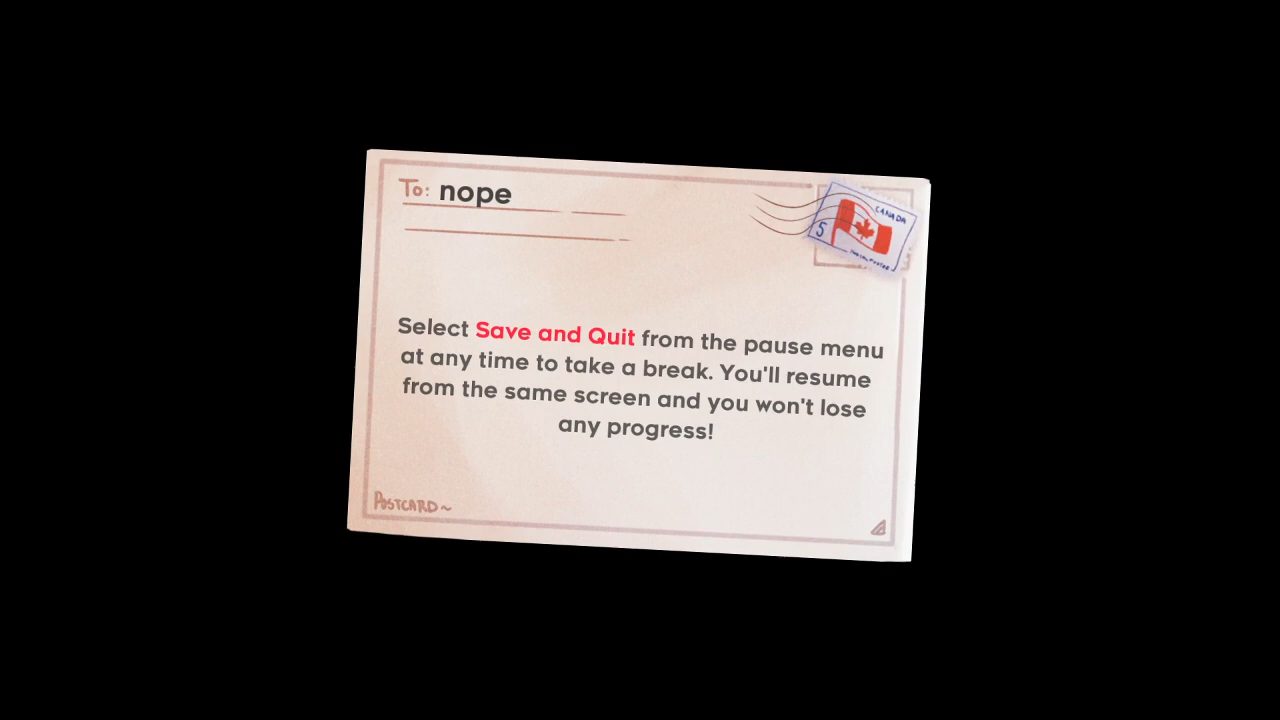 To: nope
CANADA
5
Select Save and Quit from the pause menu
at any time to take a break. You'll resume
from the same screen and you won't lose
any progress!
POSTCARD~